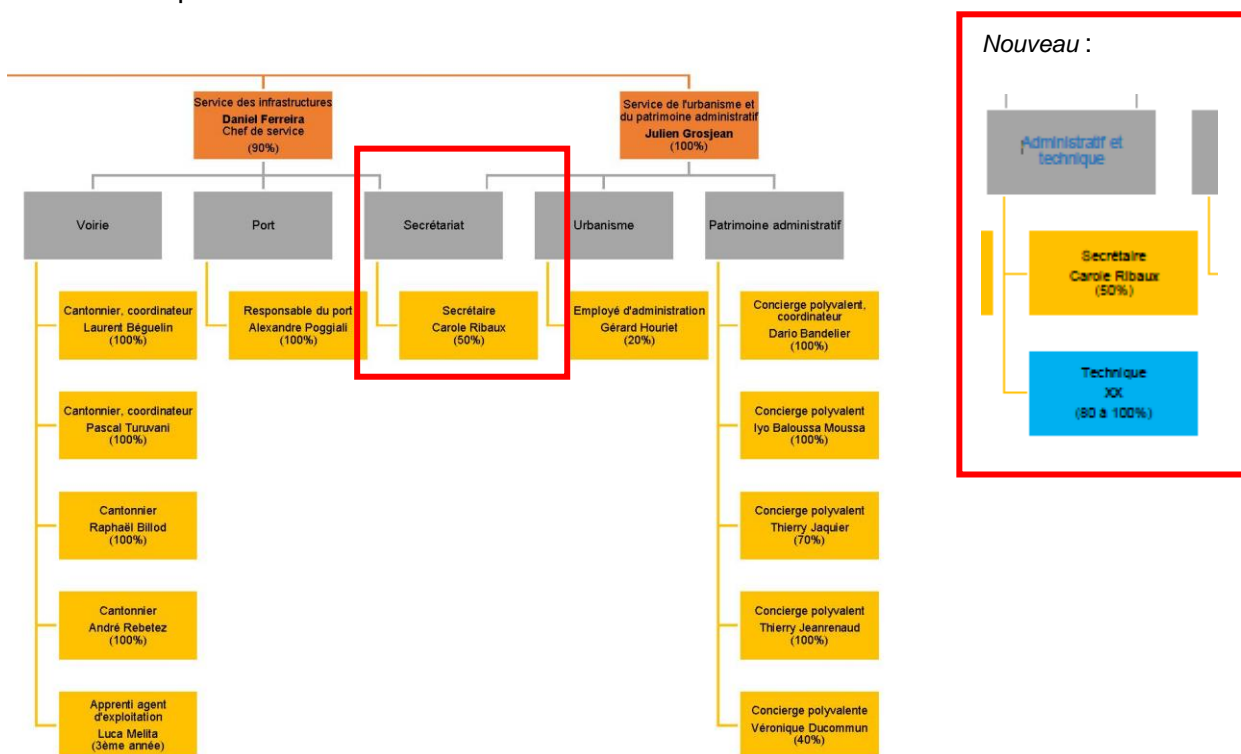 Nouveau :
Service des infrastructures
Daniel Ferreira
Chef de service
(90%)
Service de l'urbanisme et
du patrimoine administratif
Julien Grosjean
(100%)
Voirie
Port
Secrétariat
Urbanisme
Patrimoine administratif
Cantonnier, coordinateur
Laurent Béguelin
(100%)
Responsable du port
Alexandre Poggiali
(100%)
Secrétaire
Carole Ribaux
(50%)
Employé d'administration
Gérard Houriet
(20%)
Concierge polyvalent,
coordinateur
Dario Bandelier
(100%)
Cantonnier, coordinateur
Pascal Turuvani
(100%)
Concierge polyvalent
Iyo Baloussa Moussa
(100%)
Cantonnier
Raphaël Billod
(100%)
Concierge polyvalent
Thierry Jaquier
(70%)
Cantonnier
André Rebetez
(100%)
Concierge polyvalent
Thierry Jeanrenaud
(100%)
Apprenti agent
d'exploitation
Luca Melita
(3ème année)
Concierge polyvalente
Véronique Ducommun
(40%)
Administratif et
technique
Secrétaire
Carole Ribaux
(50%)
Technique
XX
(80 à 100%)